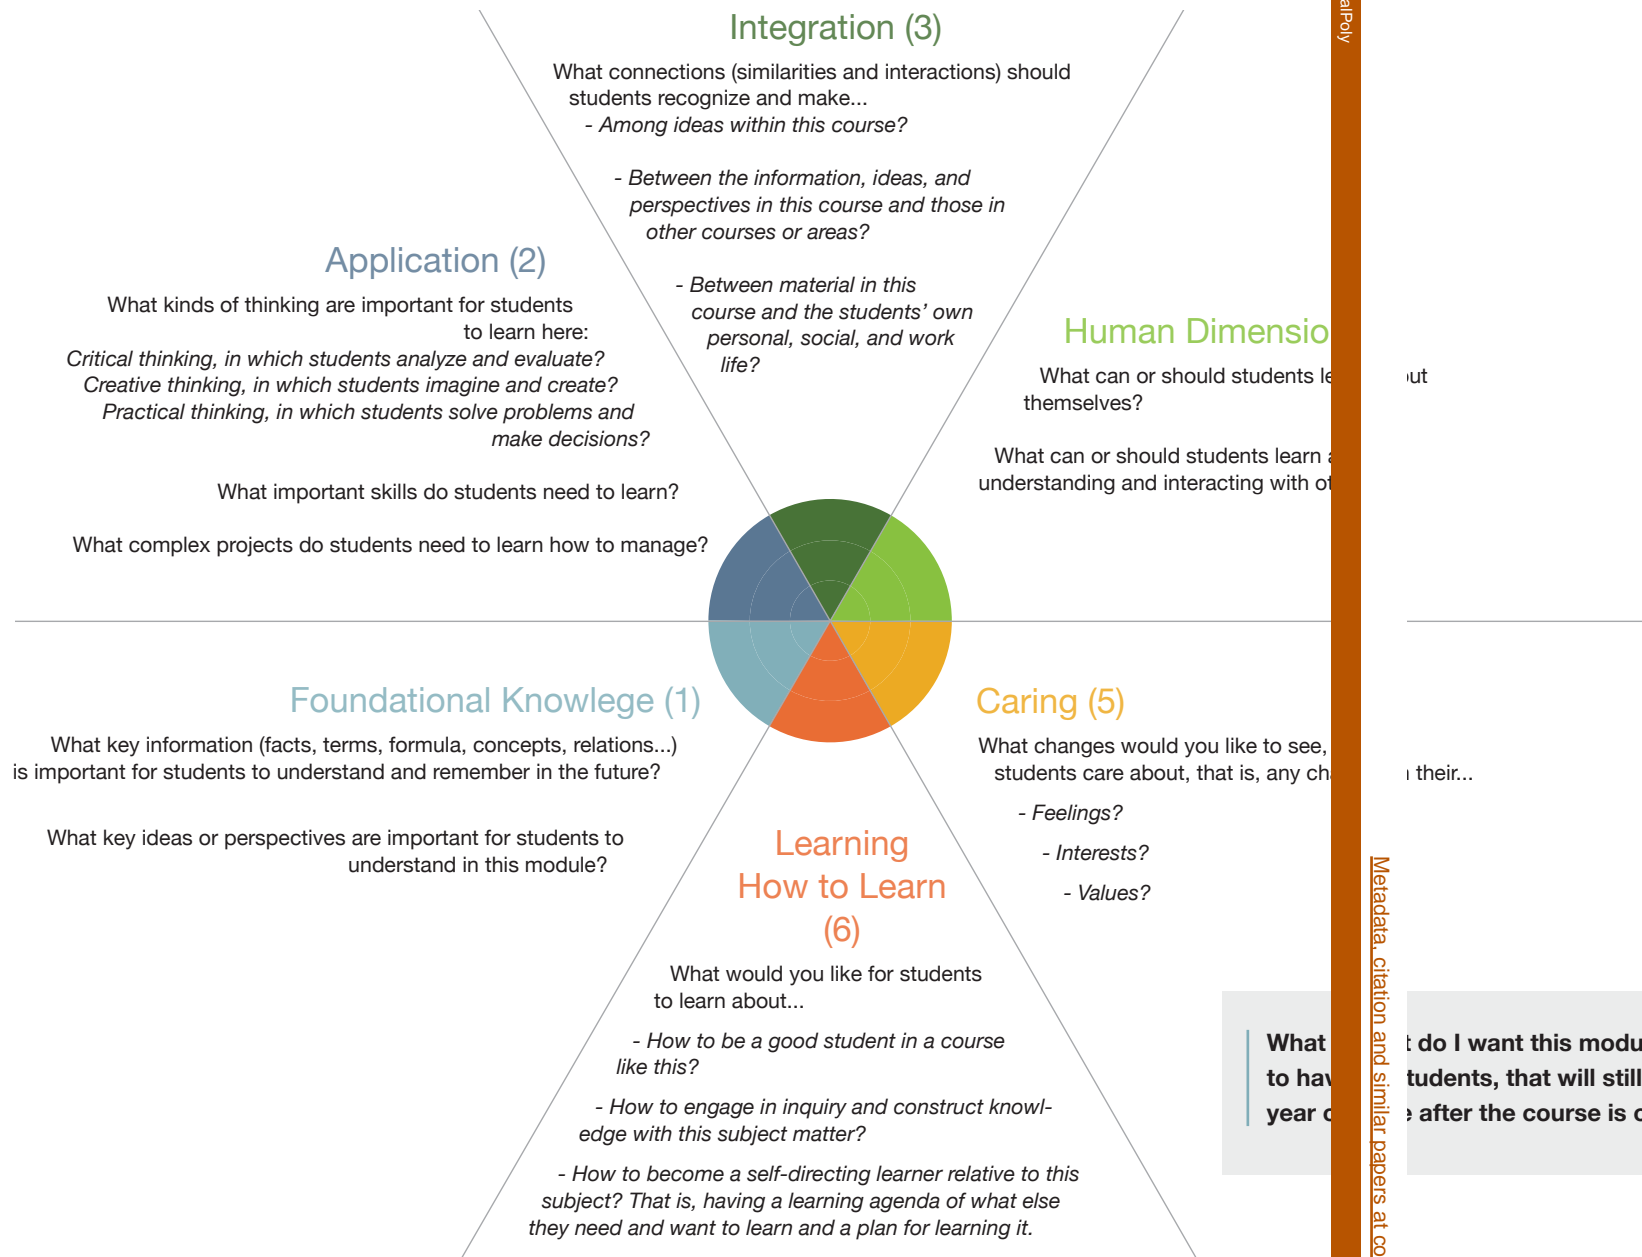 Integration (3)
What connections (similarities and interactions) should
students recognize and make...
- Among ideas within this course?
- Between the information, ideas, and
perspectives in this course and those in
other courses or areas?
- Between material in this
course and the students’ own
personal, social, and work
life?
Application (2)
What kinds of thinking are important for students
to learn here:
Critical thinking, in which students analyze and evaluate?
Creative thinking, in which students imagine and create?
Practical thinking, in which students solve problems and
make decisions?
What important skills do students need to learn?
What complex projects do students need to learn how to manage?
Human
What can or should students
themselves?
What can or should students learn
understanding and interacting with
Foundational Knowlege (1)
What key information (facts, terms, formula, concepts, relations...)
is important for students to understand and remember in the future?
What key ideas or perspectives are important for students to
understand in this module?
Caring (5)
What changes would you like to see,
students care about, that is, any their...
- Feelings?
- Interests?
- Values?
Learning
How to Learn
(6)
What would you like for students
to learn about...
- How to be a good student in a course
like this?
- How to engage in inquiry and construct knowl-
edge with this subject matter?
- How to become a self-directing learner relative to this
subject? That is, having a learning agenda of what else
they need and want to learn and a plan for learning it.
What do I want this
to students, that will still
year after the course is
Metadata, citation and similar papers at